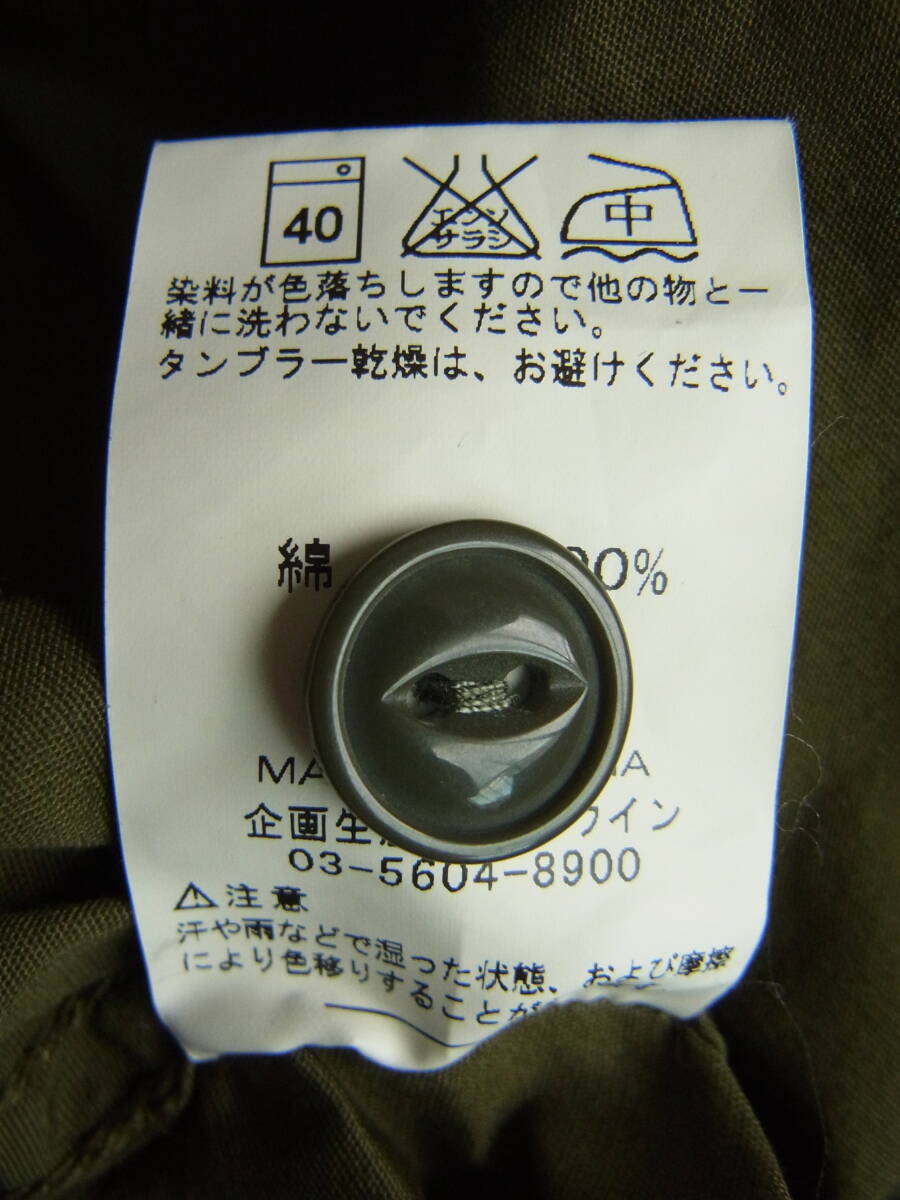 40 エンソ サラシ 中
染料が色落ちしますので他の物と一
緒に洗わないでください。
タンブラー乾燥は、お避けください。
綿 00%
MA NA
企画生 ウイン
03-5604-8900
⚠注意
汗や雨などで湿った状態、および摩擦
により色移りすることが